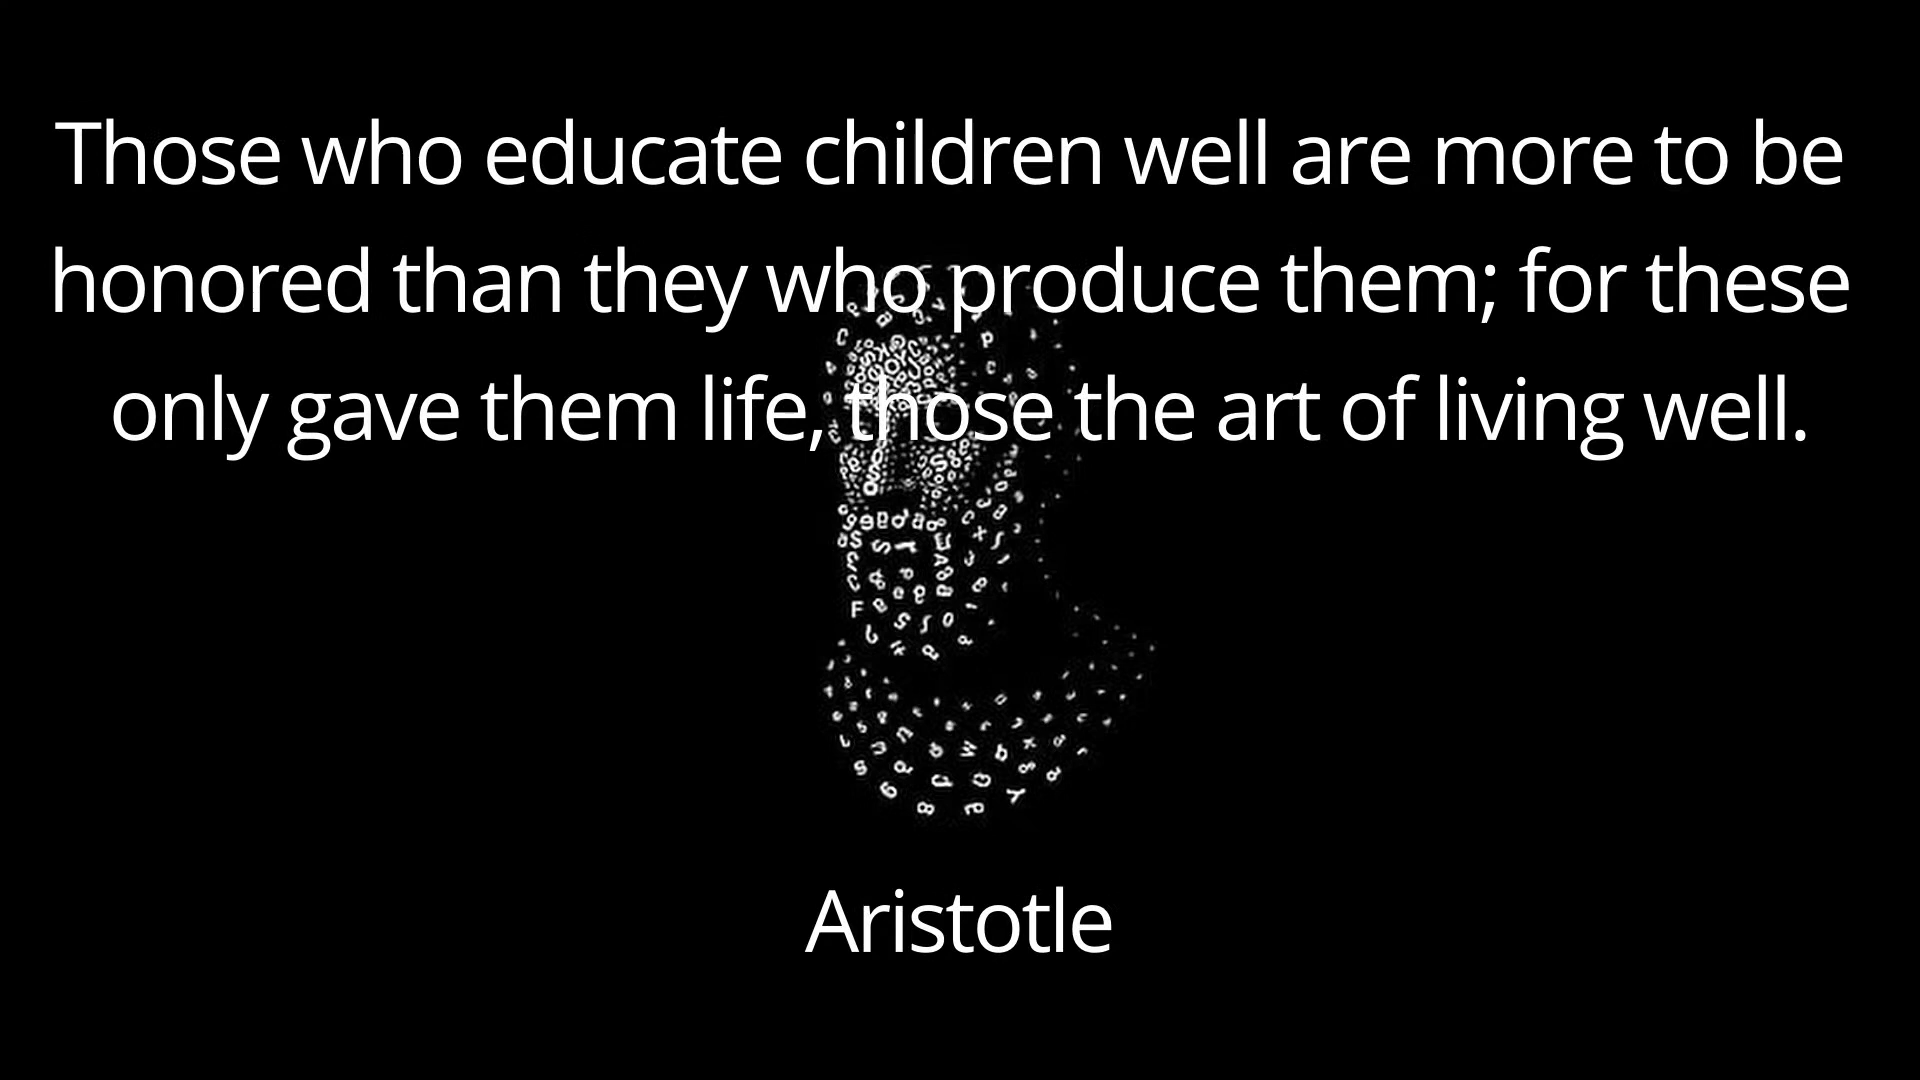 Those who educate children well are more to be
honored than they who produce them; for these
only gave them life, those the art of living well.
Aristotle